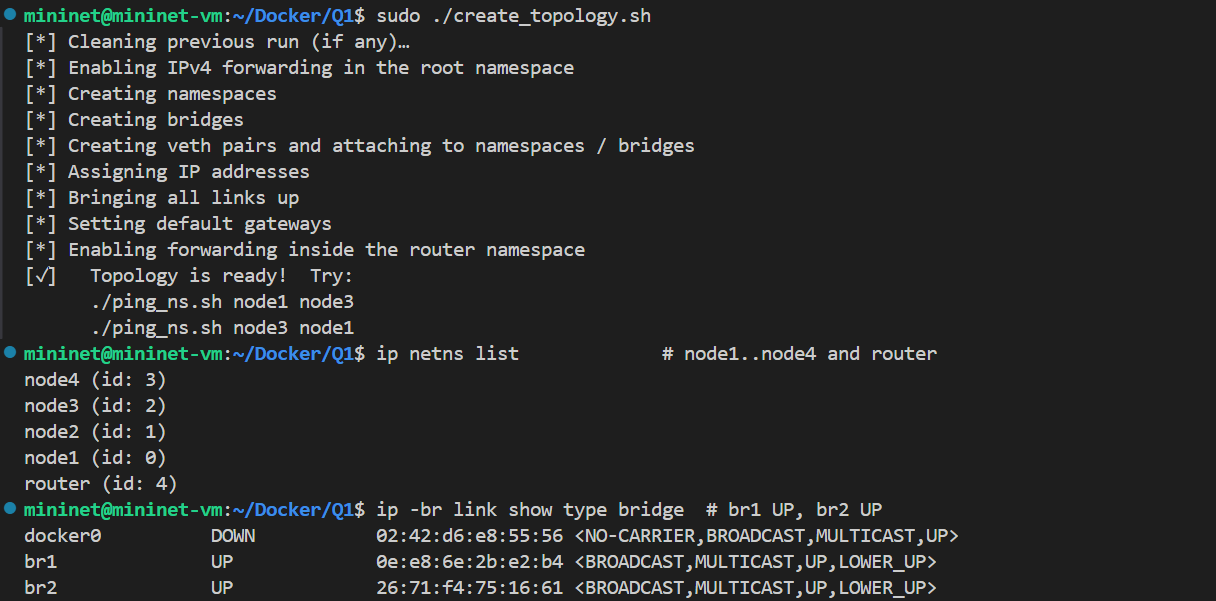 mininet@mininet-vm:~/Docker/Q1$ sudo ./create_topology.sh
[*] Cleaning previous run (if any)…
[*] Enabling IPv4 forwarding in the root namespace
[*] Creating namespaces
[*] Creating bridges
[*] Creating veth pairs and attaching to namespaces / bridges
[*] Assigning IP addresses
[*] Bringing all links up
[*] Setting default gateways
[*] Enabling forwarding inside the router namespace
[✓]   Topology is ready!  Try:
      ./ping_ns.sh node1 node3
      ./ping_ns.sh node3 node1
mininet@mininet-vm:~/Docker/Q1$ ip netns list             # node1..node4 and router
node4 (id: 3)
node3 (id: 2)
node2 (id: 1)
node1 (id: 0)
router (id: 4)
mininet@mininet-vm:~/Docker/Q1$ ip -br link show type bridge  # br1 UP, br2 UP
docker0          DOWN           02:42:d6:e8:55:56 <NO-CARRIER,BROADCAST,MULTICAST,UP>
br1              UP             0e:e8:6e:2b:e2:b4 <BROADCAST,MULTICAST,UP,LOWER_UP>
br2              UP             26:71:f4:75:16:61 <BROADCAST,MULTICAST,UP,LOWER_UP>